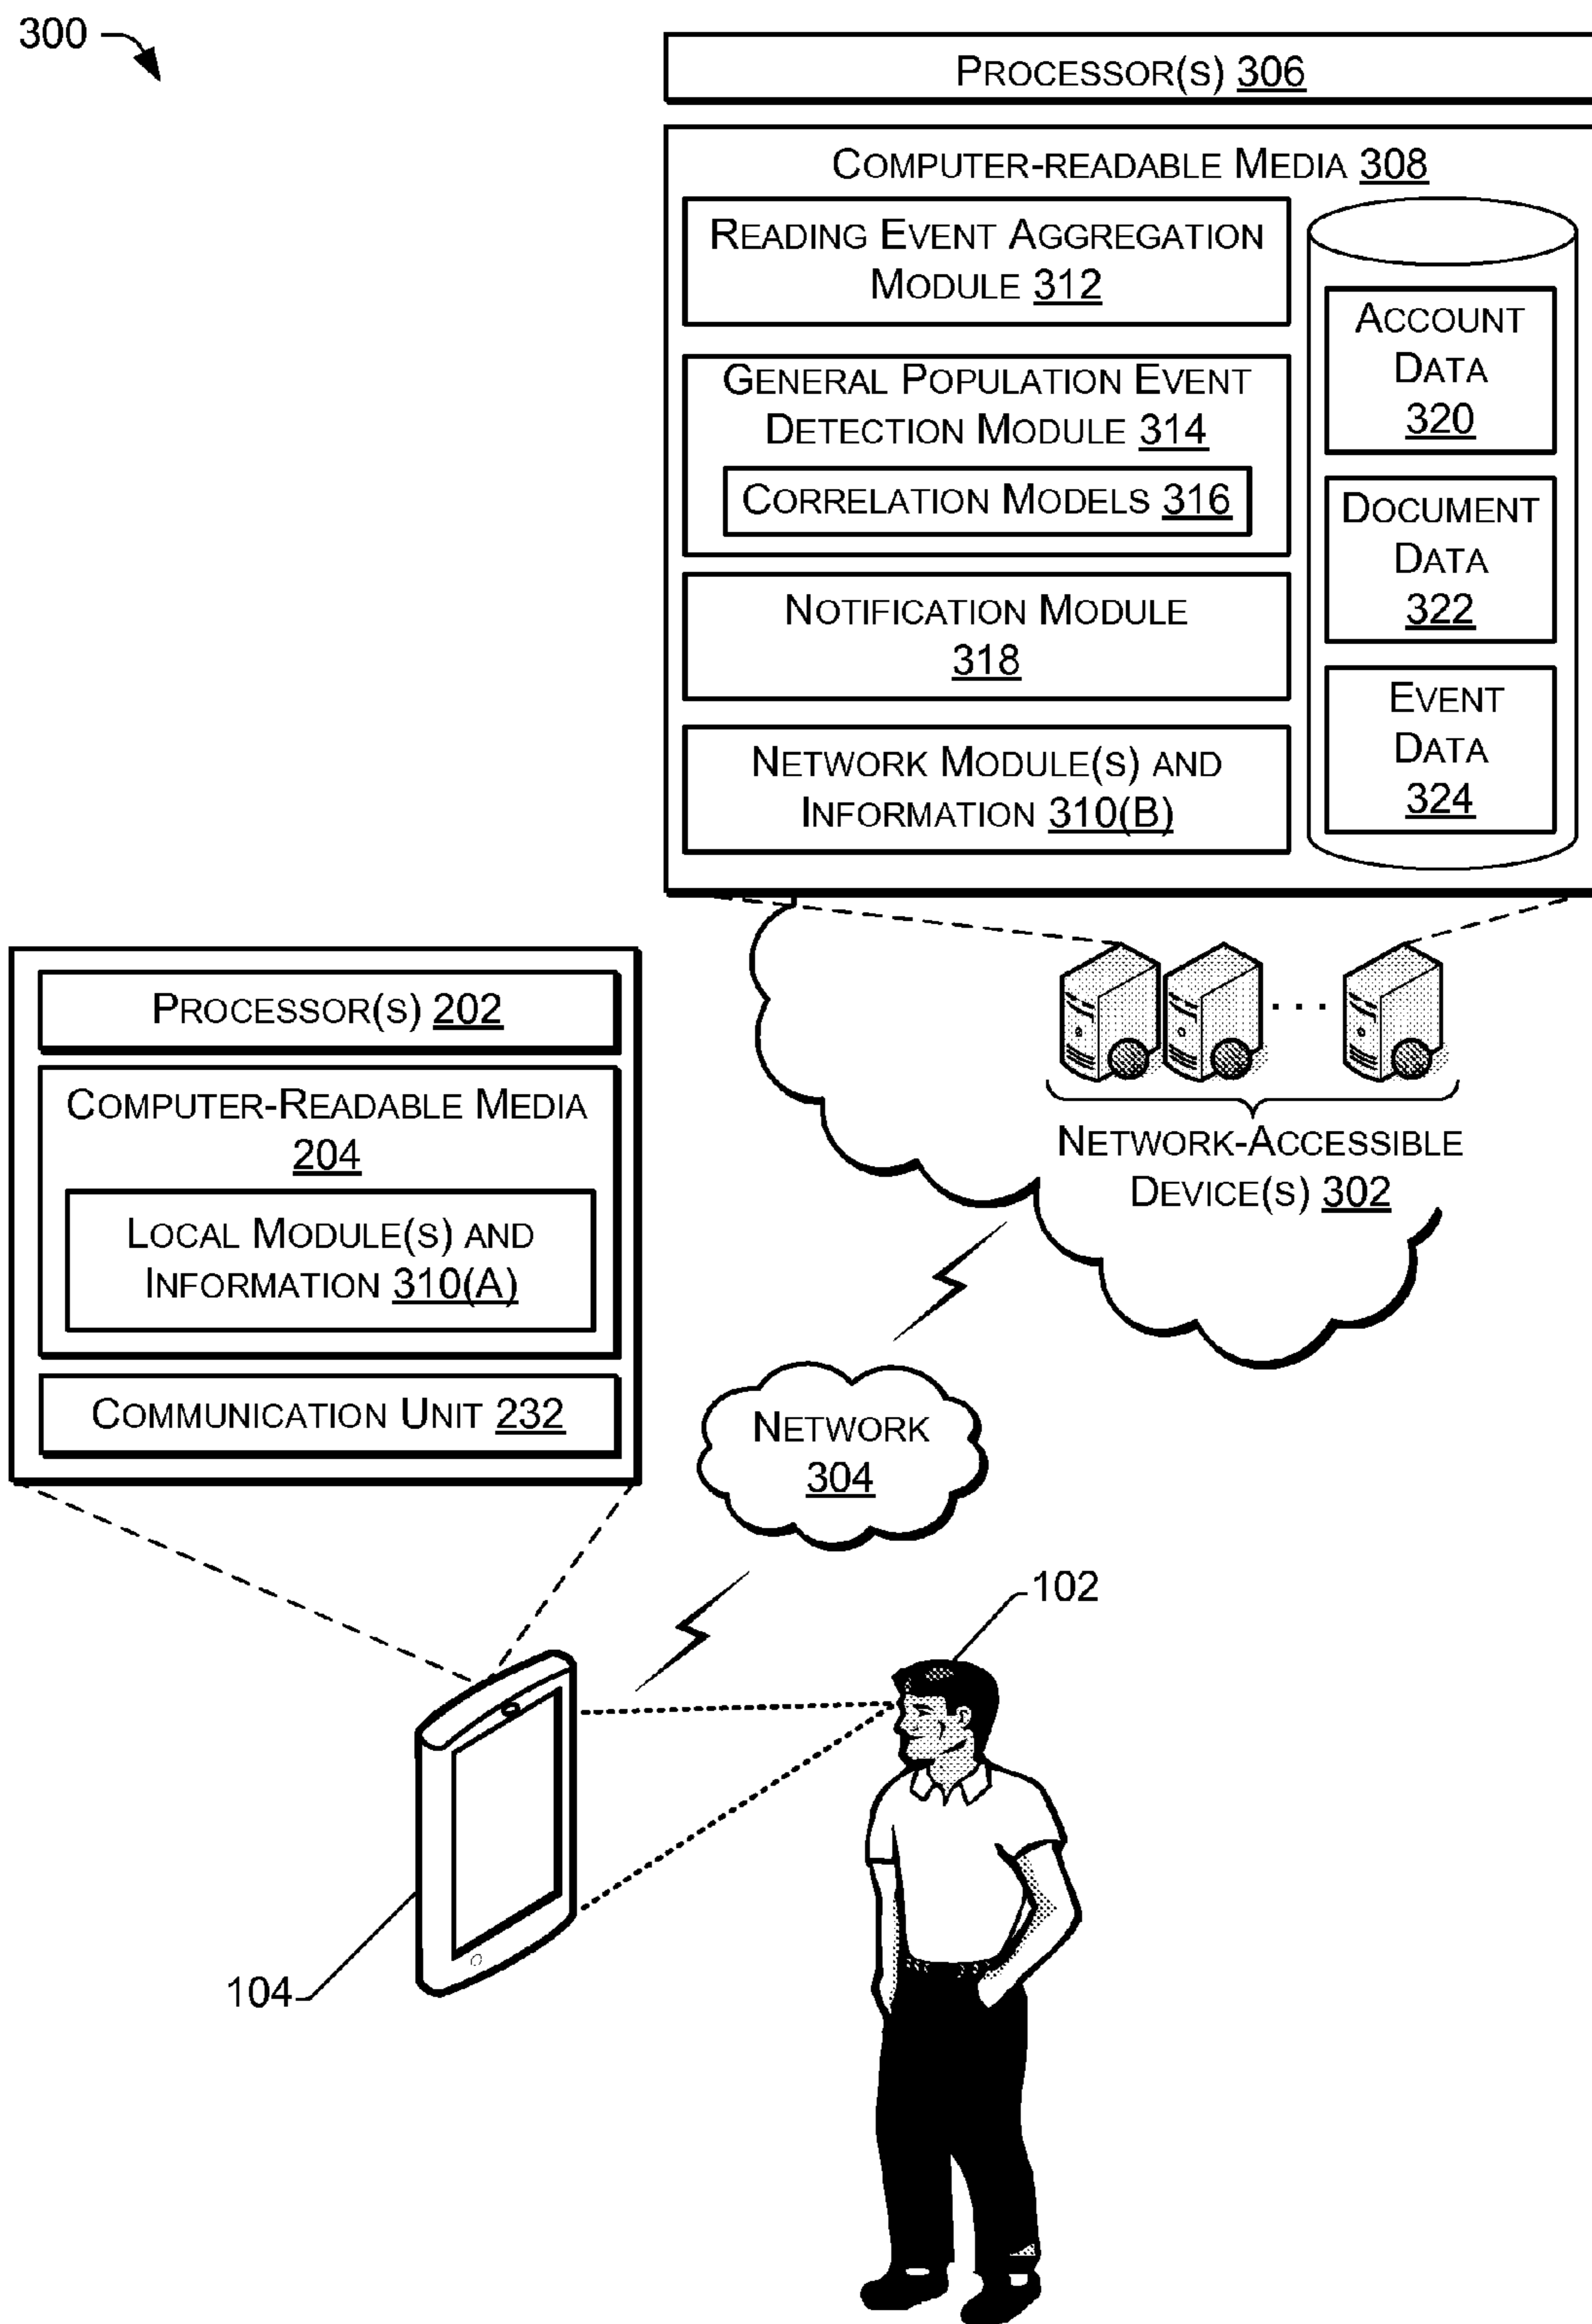 300
PROCESSOR(S) 306
COMPUTER-READABLE MEDIA 308
READING EVENT AGGREGATION
MODULE 312
GENERAL POPULATION EVENT
DETECTION MODULE 314
CORRELATION MODELS 316
NOTIFICATION MODULE
318
NETWORK MODULE(S) AND
INFORMATION 310(B)
ACCOUNT
DATA
320
DOCUMENT
DATA
322
EVENT
DATA
324
PROCESSOR(S) 202
COMPUTER-READABLE MEDIA
204
LOCAL MODULE(S) AND
INFORMATION 310(A)
COMMUNICATION UNIT 232
NETWORK-ACCESSIBLE
DEVICE(S) 302
NETWORK
304
102
104